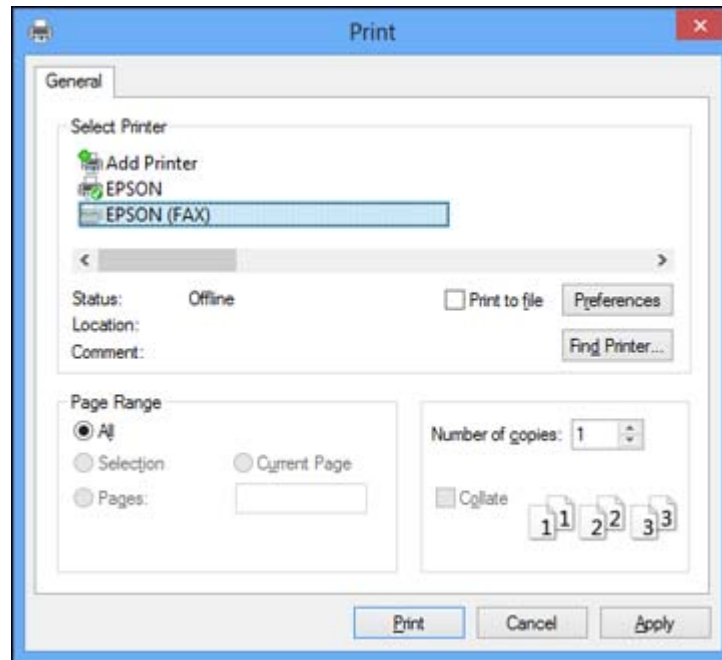 Print
General
Select Printer
Add Printer
EPSON
EPSON (FAX)
Status: Offline
Print to file
Preferences
Location:
Comment:
Find Printer...
Page Range
All
Selection
Current Page
Pages:
Number of copies: 1
Collate
1 1 2 2 3 3
Print
Cancel
Apply